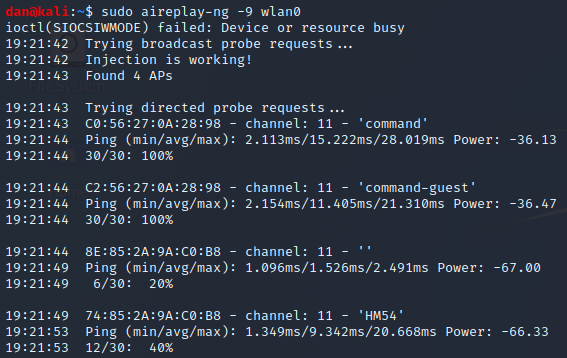 dan@kali:~$ sudo aireplay-ng -9 wlan0
ioctl(SIOCSIWMODE) failed: Device or resource busy
19:21:42  Trying broadcast probe requests...
19:21:42  Injection is working!
19:21:43  Found 4 APs

19:21:43  Trying directed probe requests...
19:21:43  C0:56:27:0A:28:98 - channel: 11 - 'command'
19:21:44  Ping (min/avg/max): 2.113ms/15.222ms/28.019ms Power: -36.13
19:21:44  30/30: 100%

19:21:44  C2:56:27:0A:28:98 - channel: 11 - 'command-guest'
19:21:44  Ping (min/avg/max): 2.154ms/11.405ms/21.310ms Power: -36.47
19:21:44  30/30: 100%

19:21:44  8E:85:2A:9A:C0:B8 - channel: 11 - ''
19:21:49  Ping (min/avg/max): 1.096ms/1.526ms/2.491ms Power: -67.00
19:21:49   6/30:  20%

19:21:49  74:85:2A:9A:C0:B8 - channel: 11 - 'HM54'
19:21:53  Ping (min/avg/max): 1.349ms/9.342ms/20.668ms Power: -66.33
19:21:53  12/30:  40%